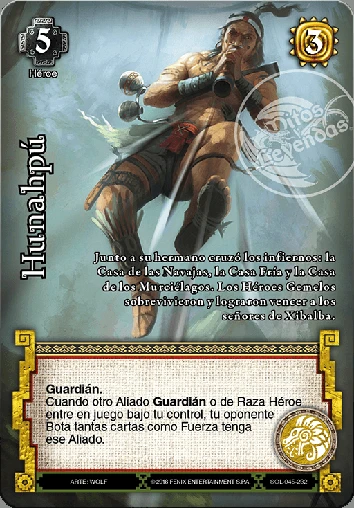 5
3
Héroe
Mitos y
Leyendas
Hunahpú
Junto a su hermano cruzó los infiernos: la
Casa de las Navajas, la Casa Fría y la Casa
de los Murciélagos. Los Héroes Gemelos
sobrevivieron y lograron vencer a los
señores de Xibalba.
Guardián.
Cuando otro Aliado Guardián o de Raza Héroe
entre en juego bajo tu control, tu oponente
Bota tantas cartas como Fuerza tenga
ese Aliado.
ARTE: WOLF
©2018 FENIX ENTERTAINMENT S.P.A.